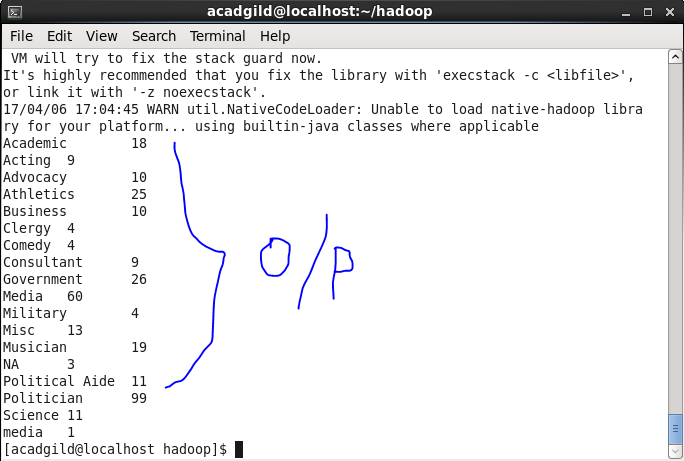 acadgild@localhost:~/hadoop
File Edit View Search Terminal Help
VM will try to fix the stack guard now.
It's highly recommended that you fix the library with 'execstack -c <libfile>',
or link it with '-z noexecstack'.
17/04/06 17:04:45 WARN util.NativeCodeLoader: Unable to load native-hadoop libra
ry for your platform... using builtin-java classes where applicable
Academic 18
Acting 9
Advocacy 10
Athletics 25
Business 10
Clergy 4
Comedy 4
Consultant 9
Government 26
Media 60
Military 4
Misc 13
Musician 19
NA 3
Political Aide 11
Politician 99
Science 11
media 1
[acadgild@localhost hadoop]$
O/P